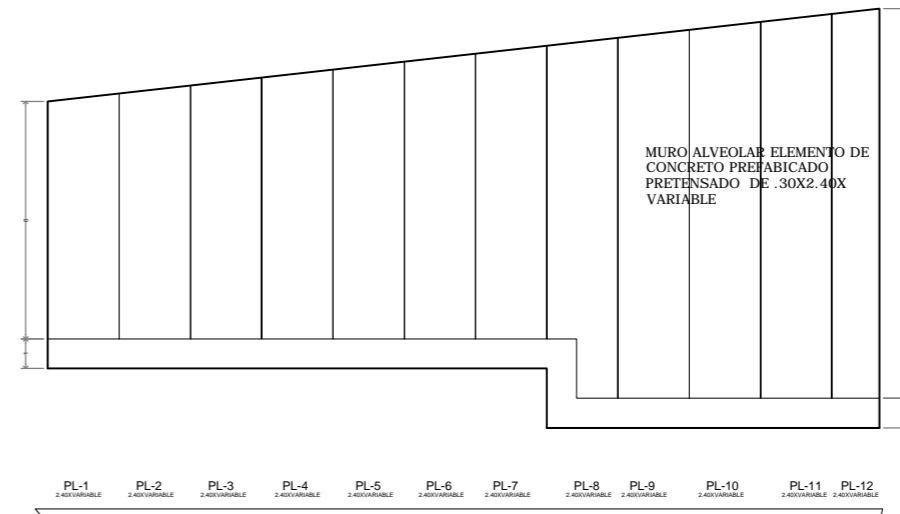 MURO ALVEOLAR ELEMENTO DE
CONCRETO PREFABICADO
PRETENSADO DE .30X2.40X
VARIABLE
PL-1 PL-2 PL-3 PL-4 PL-5 PL-6 PL-7 PL-8 PL-9 PL-10 PL-11 PL-12
2.40XVARIABLE 2.40XVARIABLE 2.40XVARIABLE 2.40XVARIABLE 2.40XVARIABLE 2.40XVARIABLE 2.40XVARIABLE 2.40XVARIABLE 2.40XVARIABLE 2.40XVARIABLE 2.40XVARIABLE 2.40XVARIABLE